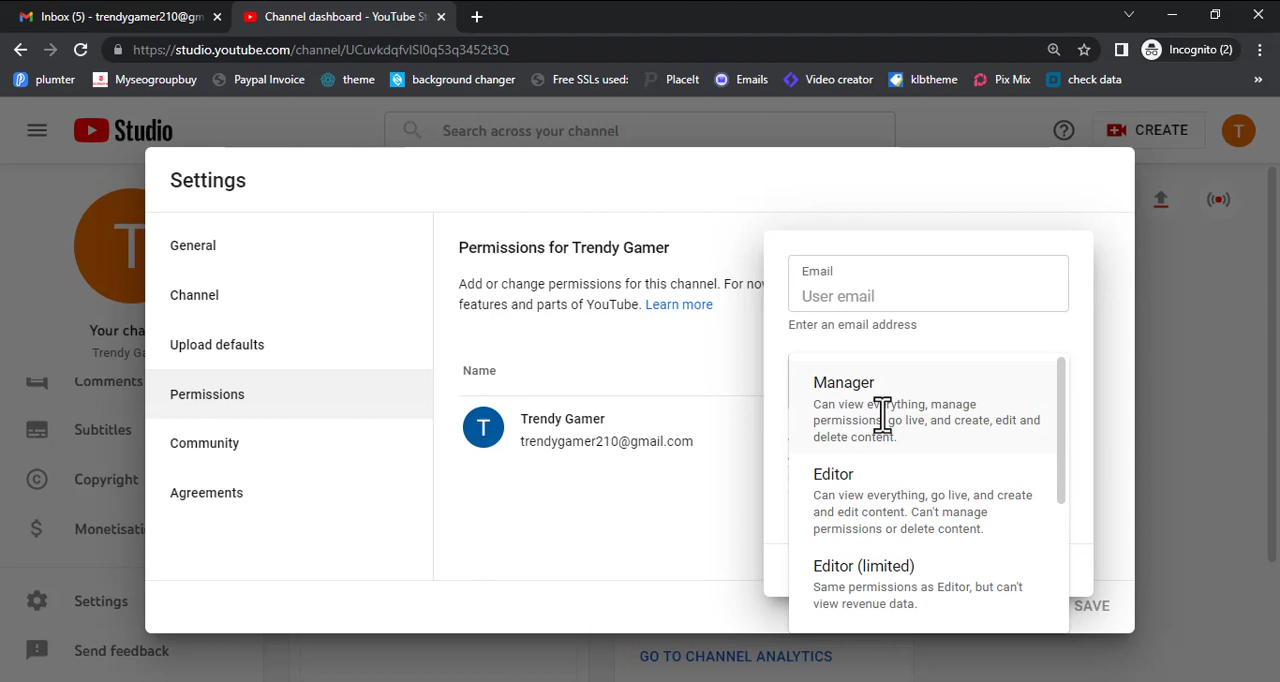 Inbox (5) - trendygamer210@gm
Channel dashboard - YouTube St
https://studio.youtube.com/channel/UCuvkdqfvlSI0q53q3452t3Q
Incognito (2)
plumter
Myseogroupbuy
Paypal Invoice
theme
background changer
Free SSLs used:
PlaceIt
Emails
Video creator
klbtheme
Pix Mix
check data
»
Studio
Search across your channel
CREATE
T
Settings
General
Channel
Upload defaults
Permissions
Community
Agreements
Permissions for Trendy Gamer
Add or change permissions for this channel. For now
features and parts of YouTube. Learn more
Name
T
Trendy Gamer
trendygamer210@gmail.com
Email
User email
Enter an email address
Manager
Can view everything, manage
permissions, go live, and create, edit and
delete content.
Editor
Can view everything, go live, and create
and edit content. Can't manage
permissions or delete content.
Editor (limited)
Same permissions as Editor, but can't
view revenue data.
SAVE
T
Your cha
Trendy Ga
Comments
Subtitles
Copyright
Monetisati
Settings
Send feedback
GO TO CHANNEL ANALYTICS